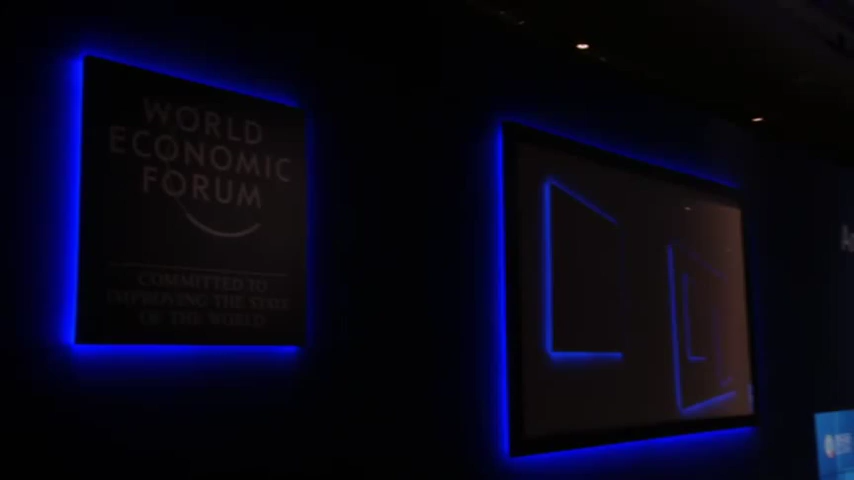 WORLD
ECONOMIC
FORUM
COMMITTED TO
IMPROVING THE STATE
OF THE WORLD